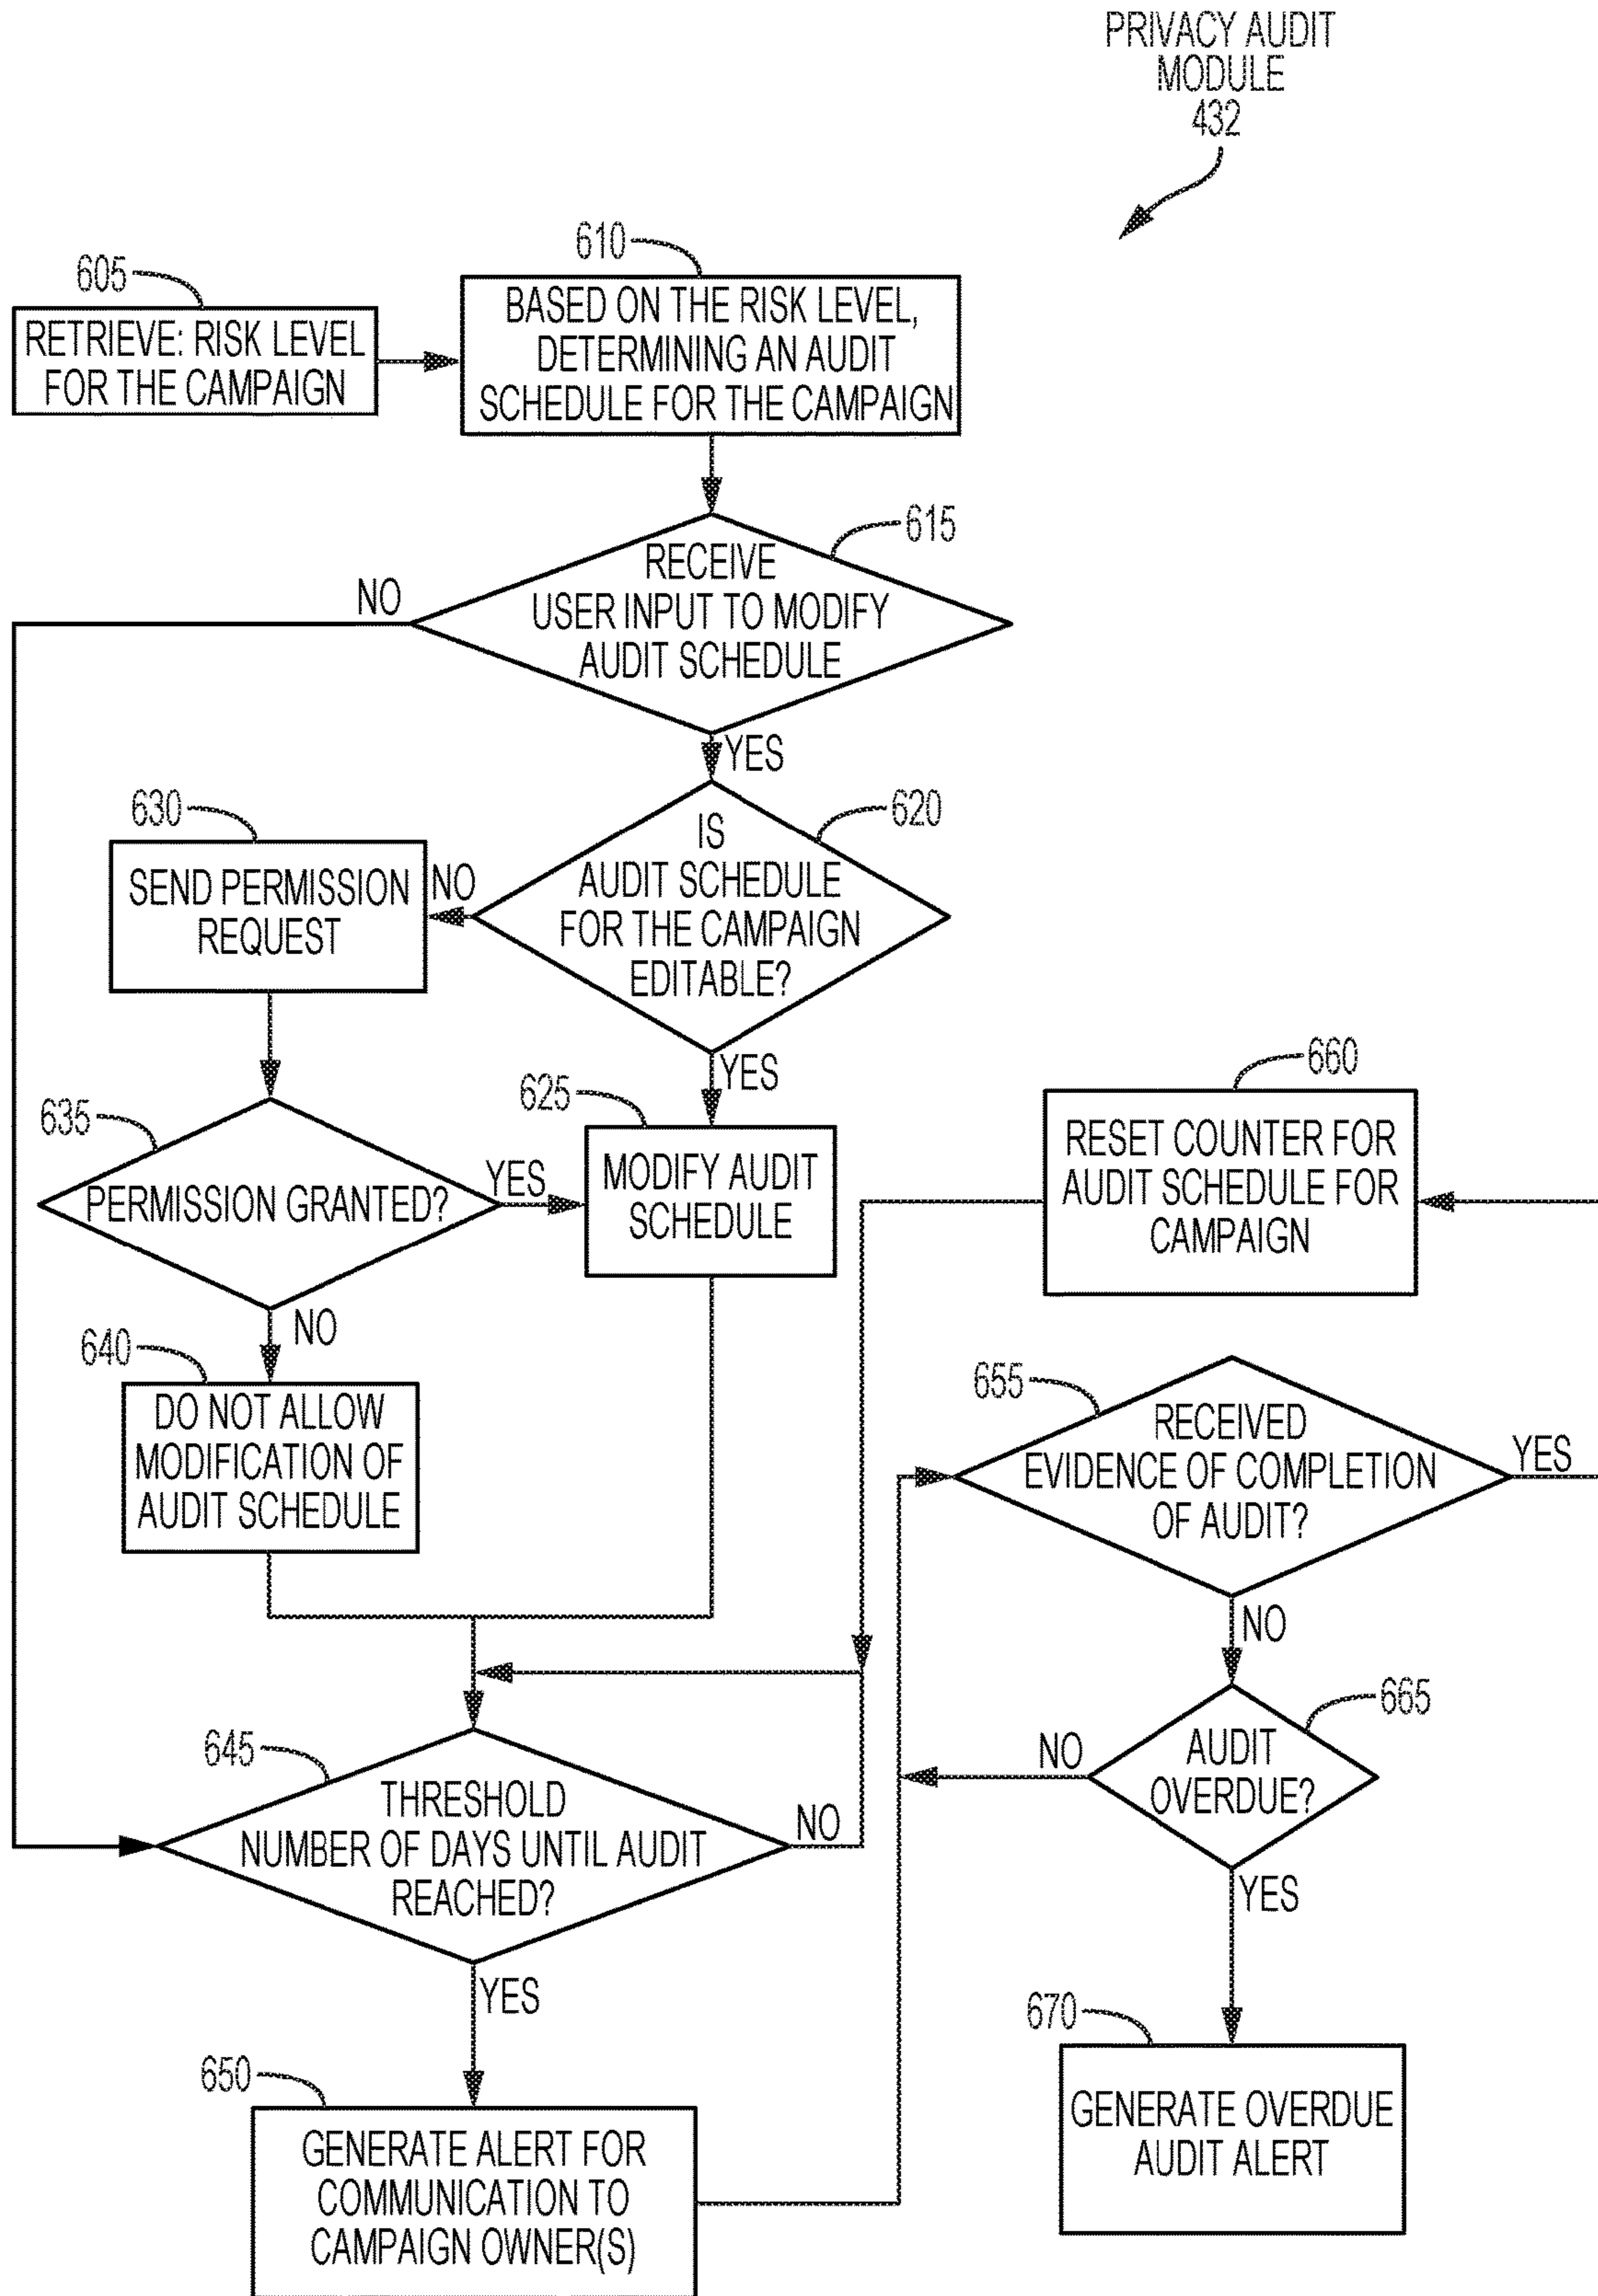 PRIVACY AUDIT
MODULE
432
605
RETRIEVE: RISK LEVEL
FOR THE CAMPAIGN
610
BASED ON THE RISK LEVEL,
DETERMINING AN AUDIT
SCHEDULE FOR THE CAMPAIGN
615
RECEIVE
USER INPUT TO MODIFY
AUDIT SCHEDULE
NO
YES
620
IS
AUDIT SCHEDULE
FOR THE CAMPAIGN
EDITABLE?
NO
YES
630
SEND PERMISSION
REQUEST
635
PERMISSION GRANTED?
YES
NO
625
MODIFY AUDIT
SCHEDULE
640
DO NOT ALLOW
MODIFICATION OF
AUDIT SCHEDULE
645
THRESHOLD
NUMBER OF DAYS UNTIL AUDIT
REACHED?
NO
YES
650
GENERATE ALERT FOR
COMMUNICATION TO
CAMPAIGN OWNER(S)
660
RESET COUNTER FOR
AUDIT SCHEDULE FOR
CAMPAIGN
655
RECEIVED
EVIDENCE OF COMPLETION
OF AUDIT?
YES
NO
665
AUDIT
OVERDUE?
NO
YES
670
GENERATE OVERDUE
AUDIT ALERT